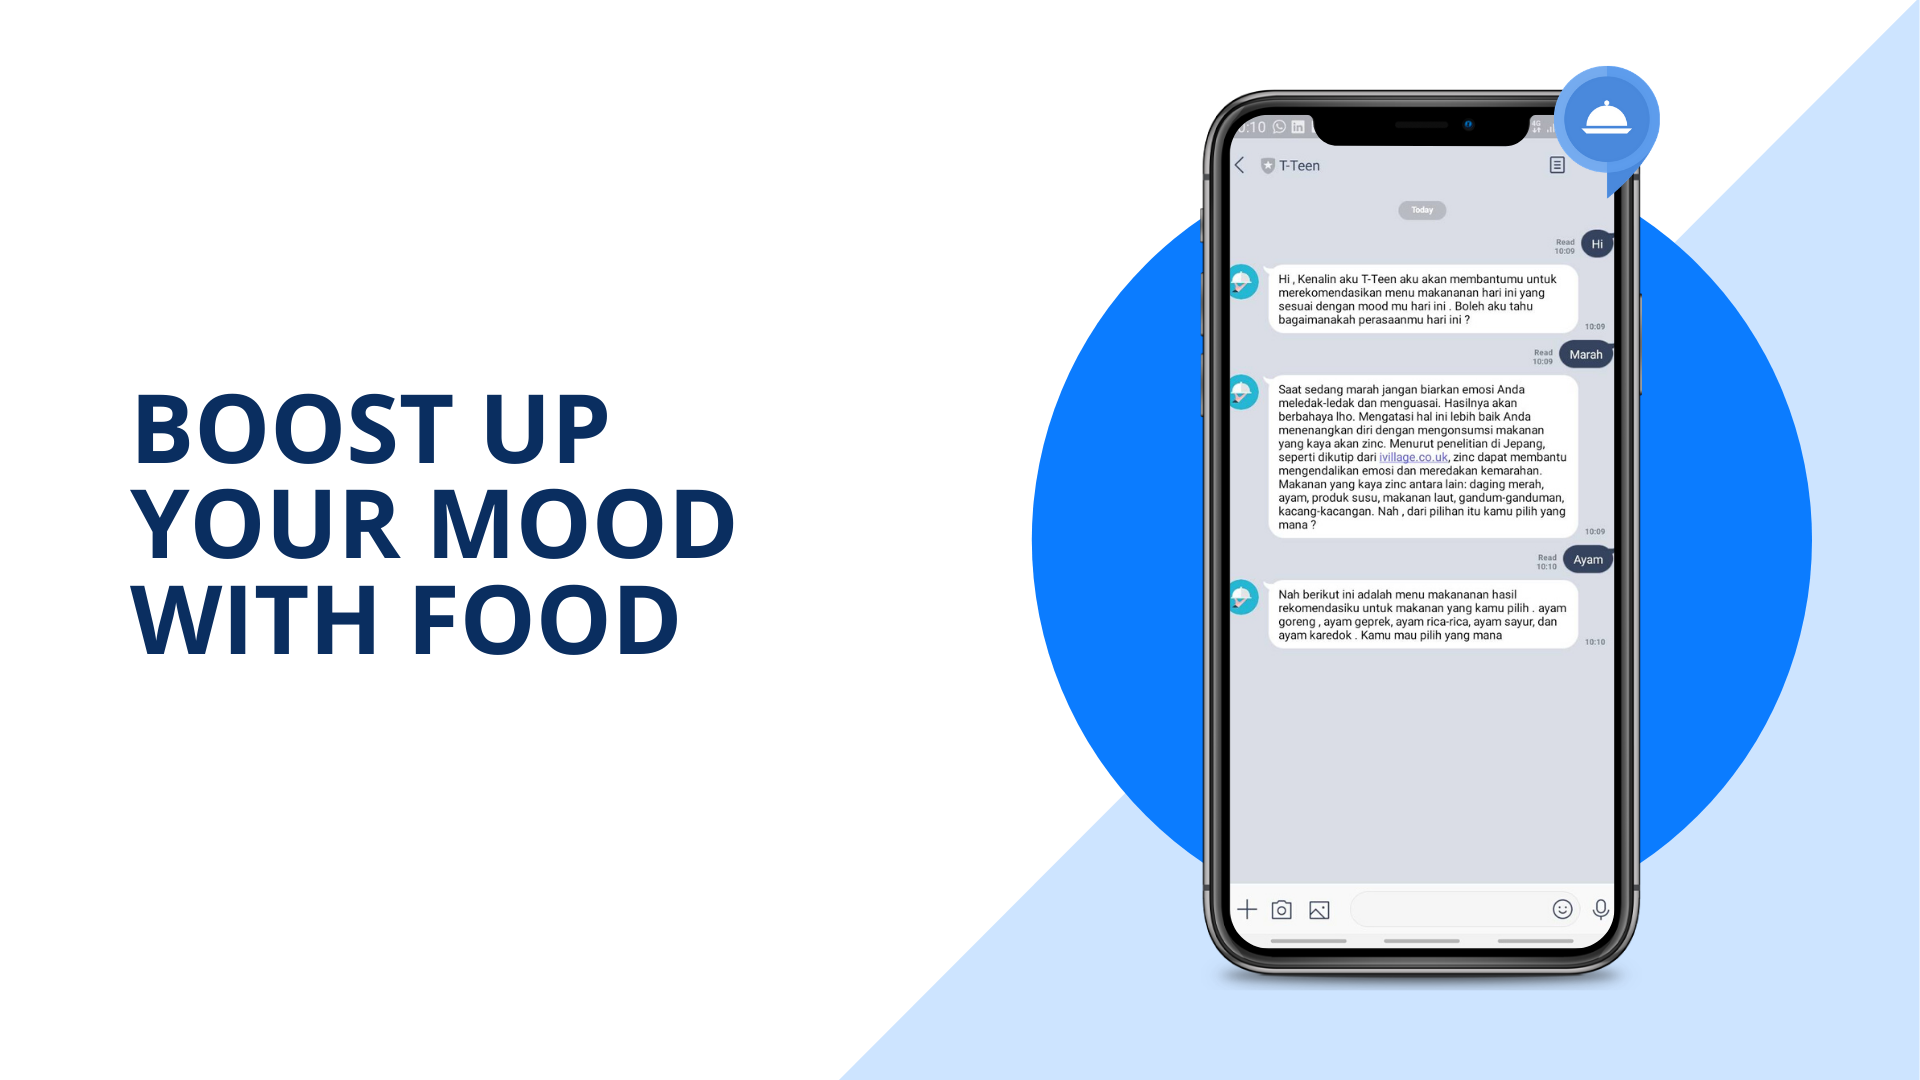 BOOST UP
YOUR MOOD
WITH FOOD
:10
T-Teen
Today
Read
10:09
Hi
Hi , Kenalin aku T-Teen aku akan membantumu untuk
merekomendasikan menu makananan hari ini yang
sesuai dengan mood mu hari ini . Boleh aku tahu
bagaimanakah perasaanmu hari ini ?
10:09
Read
10:09
Marah
Saat sedang marah jangan biarkan emosi Anda
meledak-ledak dan menguasai. Hasilnya akan
berbahaya lho. Mengatasi hal ini lebih baik Anda
menenangkan diri dengan mengonsumsi makanan
yang kaya akan zinc. Menurut penelitian di Jepang,
seperti dikutip dari ivillage.co.uk, zinc dapat membantu
mengendalikan emosi dan meredakan kemarahan.
Makanan yang kaya zinc antara lain: daging merah,
ayam, produk susu, makanan laut, gandum-ganduman,
kacang-kacangan. Nah , dari pilihan itu kamu pilih yang
mana ?
10:09
Read
10:10
Ayam
Nah berikut ini adalah menu makananan hasil
rekomendasiku untuk makanan yang kamu pilih . ayam
goreng , ayam geprek, ayam rica-rica, ayam sayur, dan
ayam karedok . Kamu mau pilih yang mana
10:10